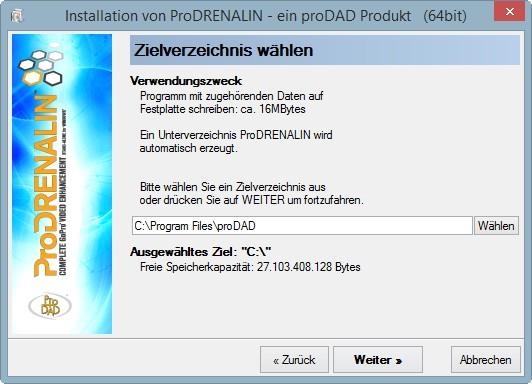 Installation von ProDRENALIN - ein proDAD Produkt (64bit)
Zielverzeichnis wählen
Verwendungszweck
Programm mit zugehörenden Daten auf
Festplatte schreiben: ca. 16MBytes
Ein Unterverzeichnis ProDRENALIN wird
automatisch erzeugt.
Bitte wählen Sie ein Zielverzeichnis aus
oder drücken Sie auf WEITER um fortzufahren.
C:\Program Files\proDAD
Wählen
Ausgewähltes Ziel: "C:\"
Freie Speicherkapazität: 27.103.408.128 Bytes
« Zurück
Weiter »
Abbrechen
PRODRENALIN
COMPLETE GoPro VIDEO ENHANCEMENT
PRO
DAD